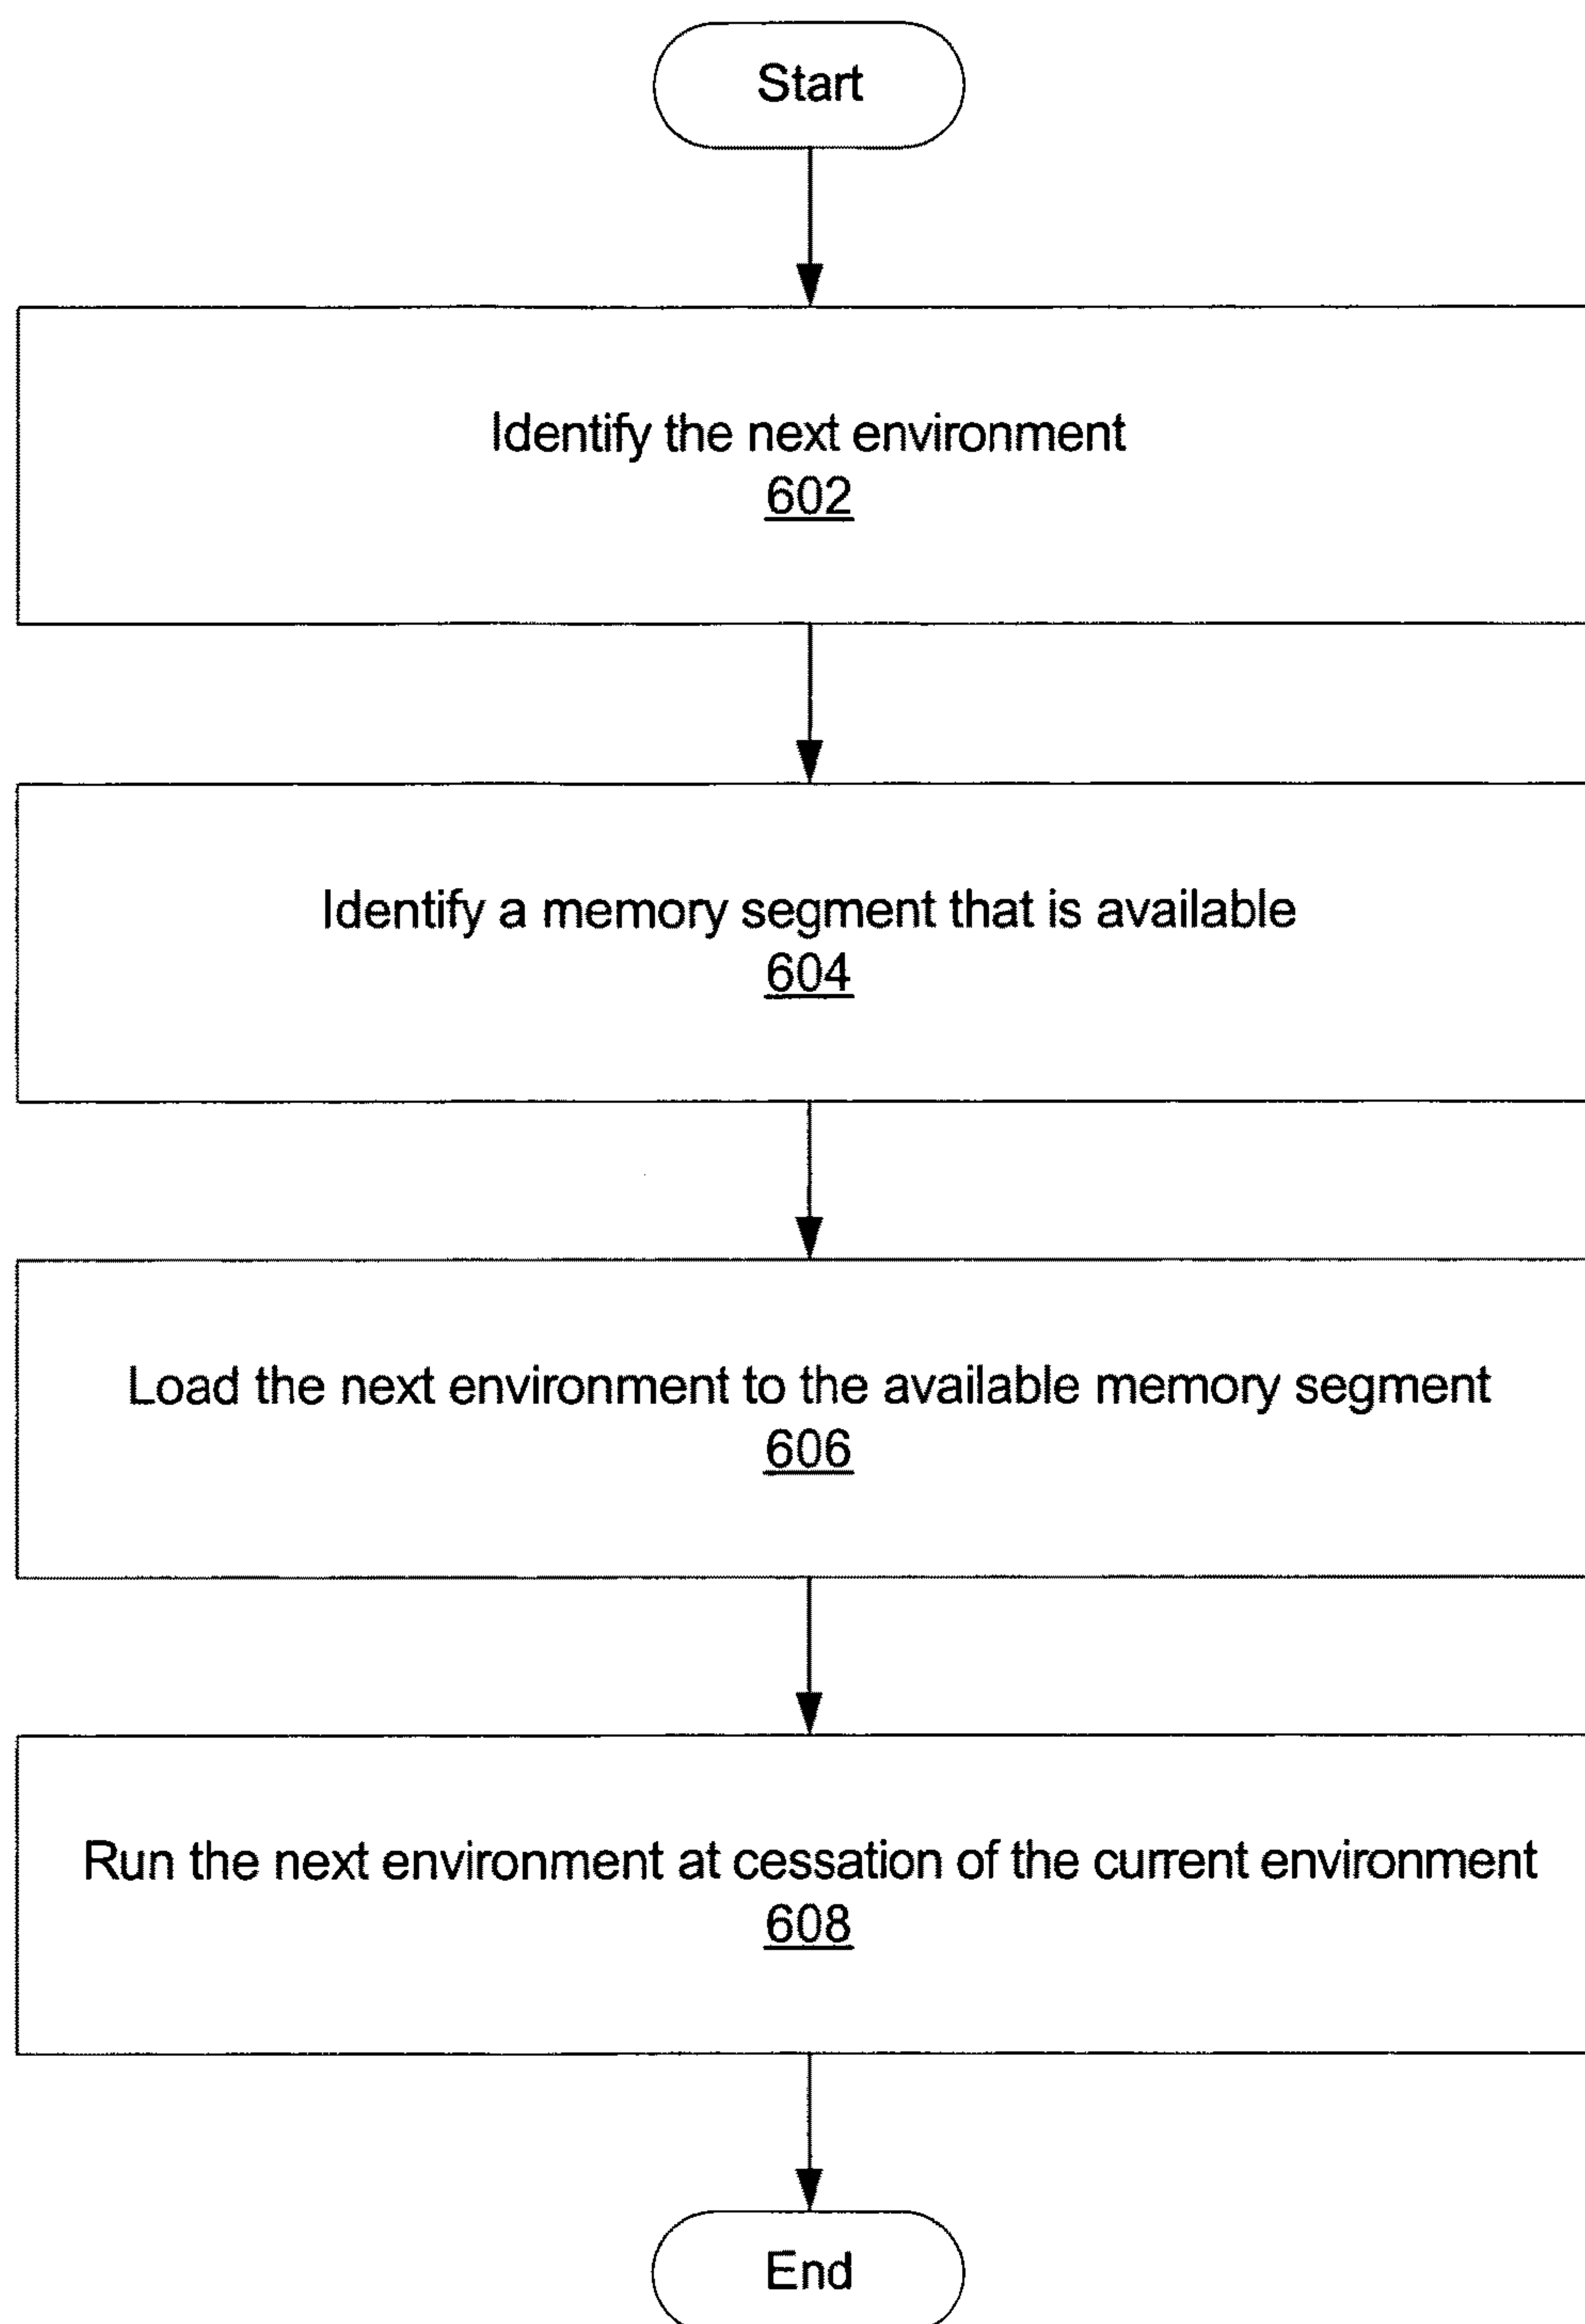 Start
Identify the next environment
602
Identify a memory segment that is available
604
Load the next environment to the available memory segment
606
Run the next environment at cessation of the current environment
608
End